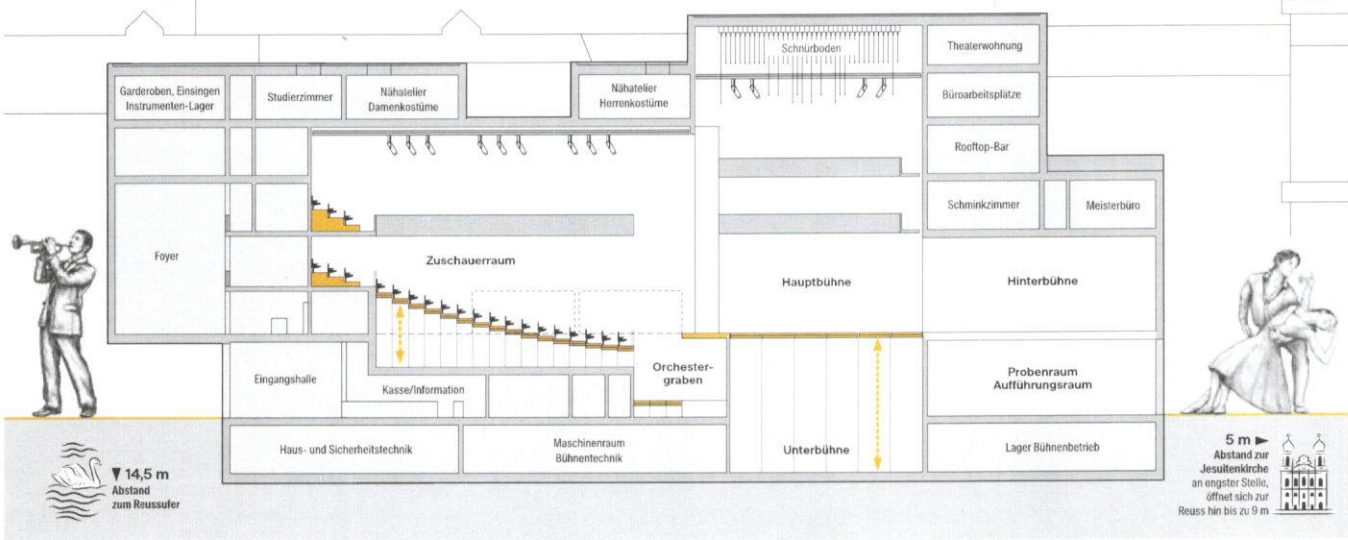 Schnürboden
Theaterwohnung
Garderoben, Einsingen
Instrumenten-Lager
Studierzimmer
Nähatelier
Damenkostüme
Nähatelier
Herrenkostüme
Büroarbeitsplätze
Rooftop-Bar
Schminkzimmer
Meisterbüro
Foyer
Zuschauerraum
Hauptbühne
Hinterbühne
Eingangshalle
Kasse/Information
Orchester-
graben
Probenraum
Aufführungsraum
Haus- und Sicherheitstechnik
Maschinenraum
Bühnentechnik
Unterbühne
Lager Bühnenbetrieb
▼ 14,5 m
Abstand
zum Reussufer
5 m ►
Abstand zur
Jesuitenkirche
an engster Stelle,
öffnet sich zur
Reuss hin bis zu 9 m